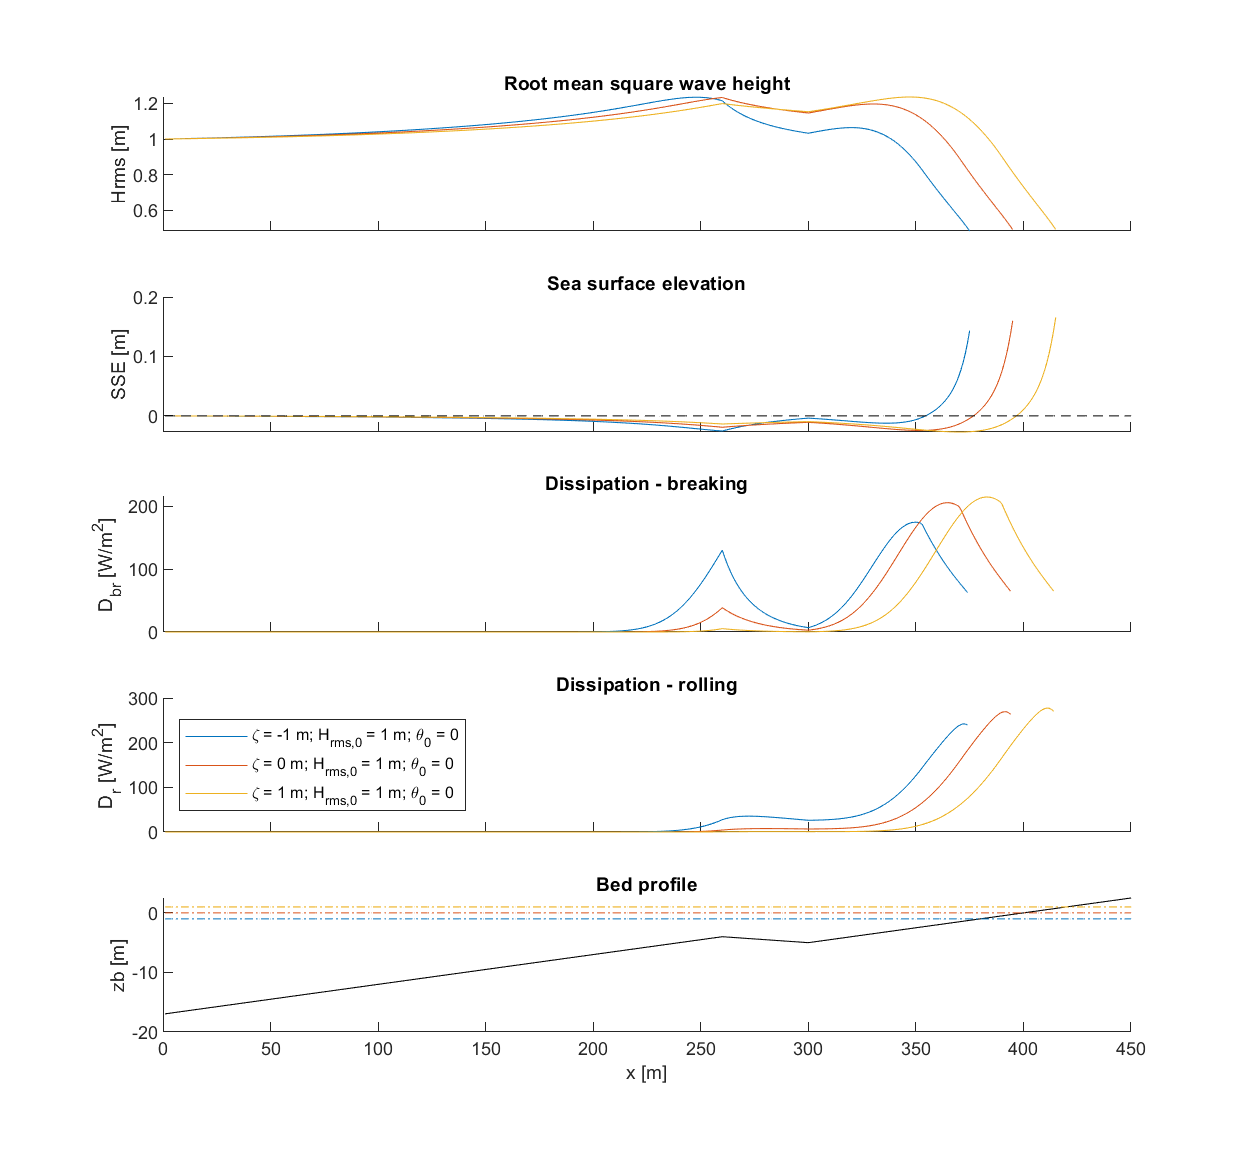 Root mean square wave height
Hrms [m]
1.2
1
0.8
0.6
Sea surface elevation
SSE [m]
0.2
0.1
0
Dissipation - breaking
D_br [W/m^2]
200
100
0
Dissipation - rolling
D_r [W/m^2]
300
200
100
0
ζ = -1 m; H_rms,0 = 1 m; θ_0 = 0
ζ = 0 m; H_rms,0 = 1 m; θ_0 = 0
ζ = 1 m; H_rms,0 = 1 m; θ_0 = 0
Bed profile
zb [m]
0
-10
-20
0 50 100 150 200 250 300 350 400 450
x [m]